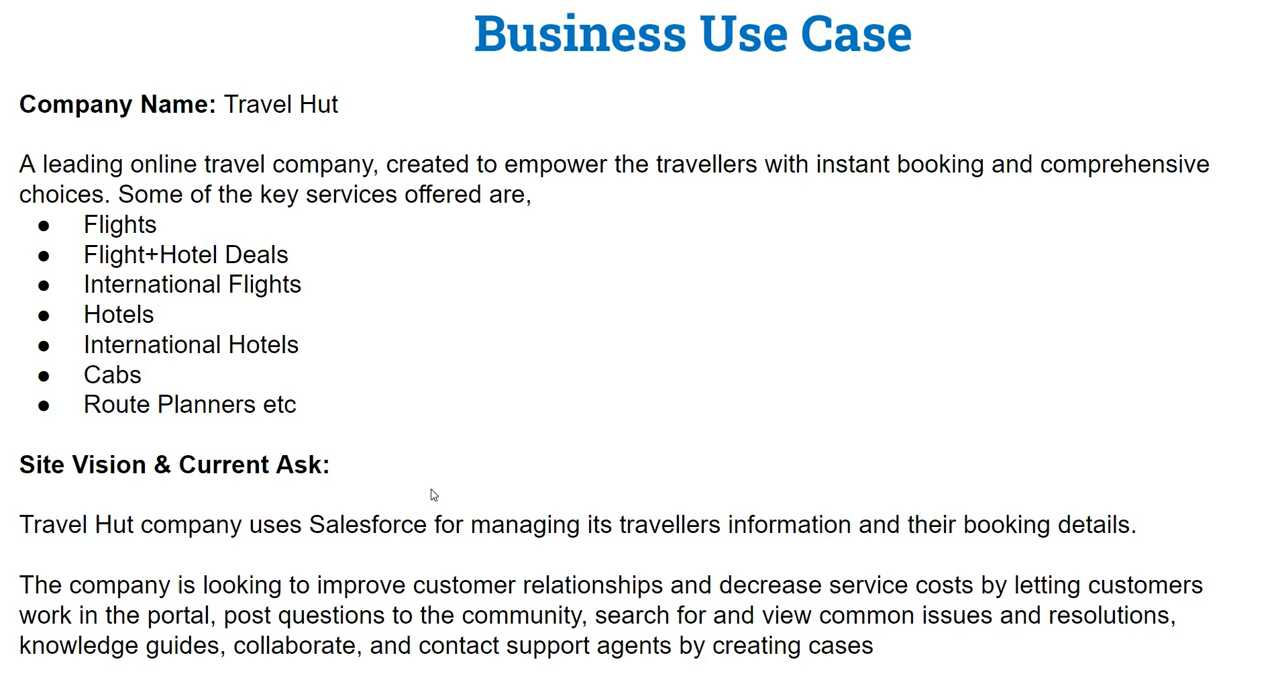 Business Use Case
Company Name: Travel Hut
A leading online travel company, created to empower the travellers with instant booking and comprehensive
choices. Some of the key services offered are,
● Flights
● Flight+Hotel Deals
● International Flights
● Hotels
● International Hotels
● Cabs
● Route Planners etc
Site Vision & Current Ask:
Travel Hut company uses Salesforce for managing its travellers information and their booking details.
The company is looking to improve customer relationships and decrease service costs by letting customers
work in the portal, post questions to the community, search for and view common issues and resolutions,
knowledge guides, collaborate, and contact support agents by creating cases